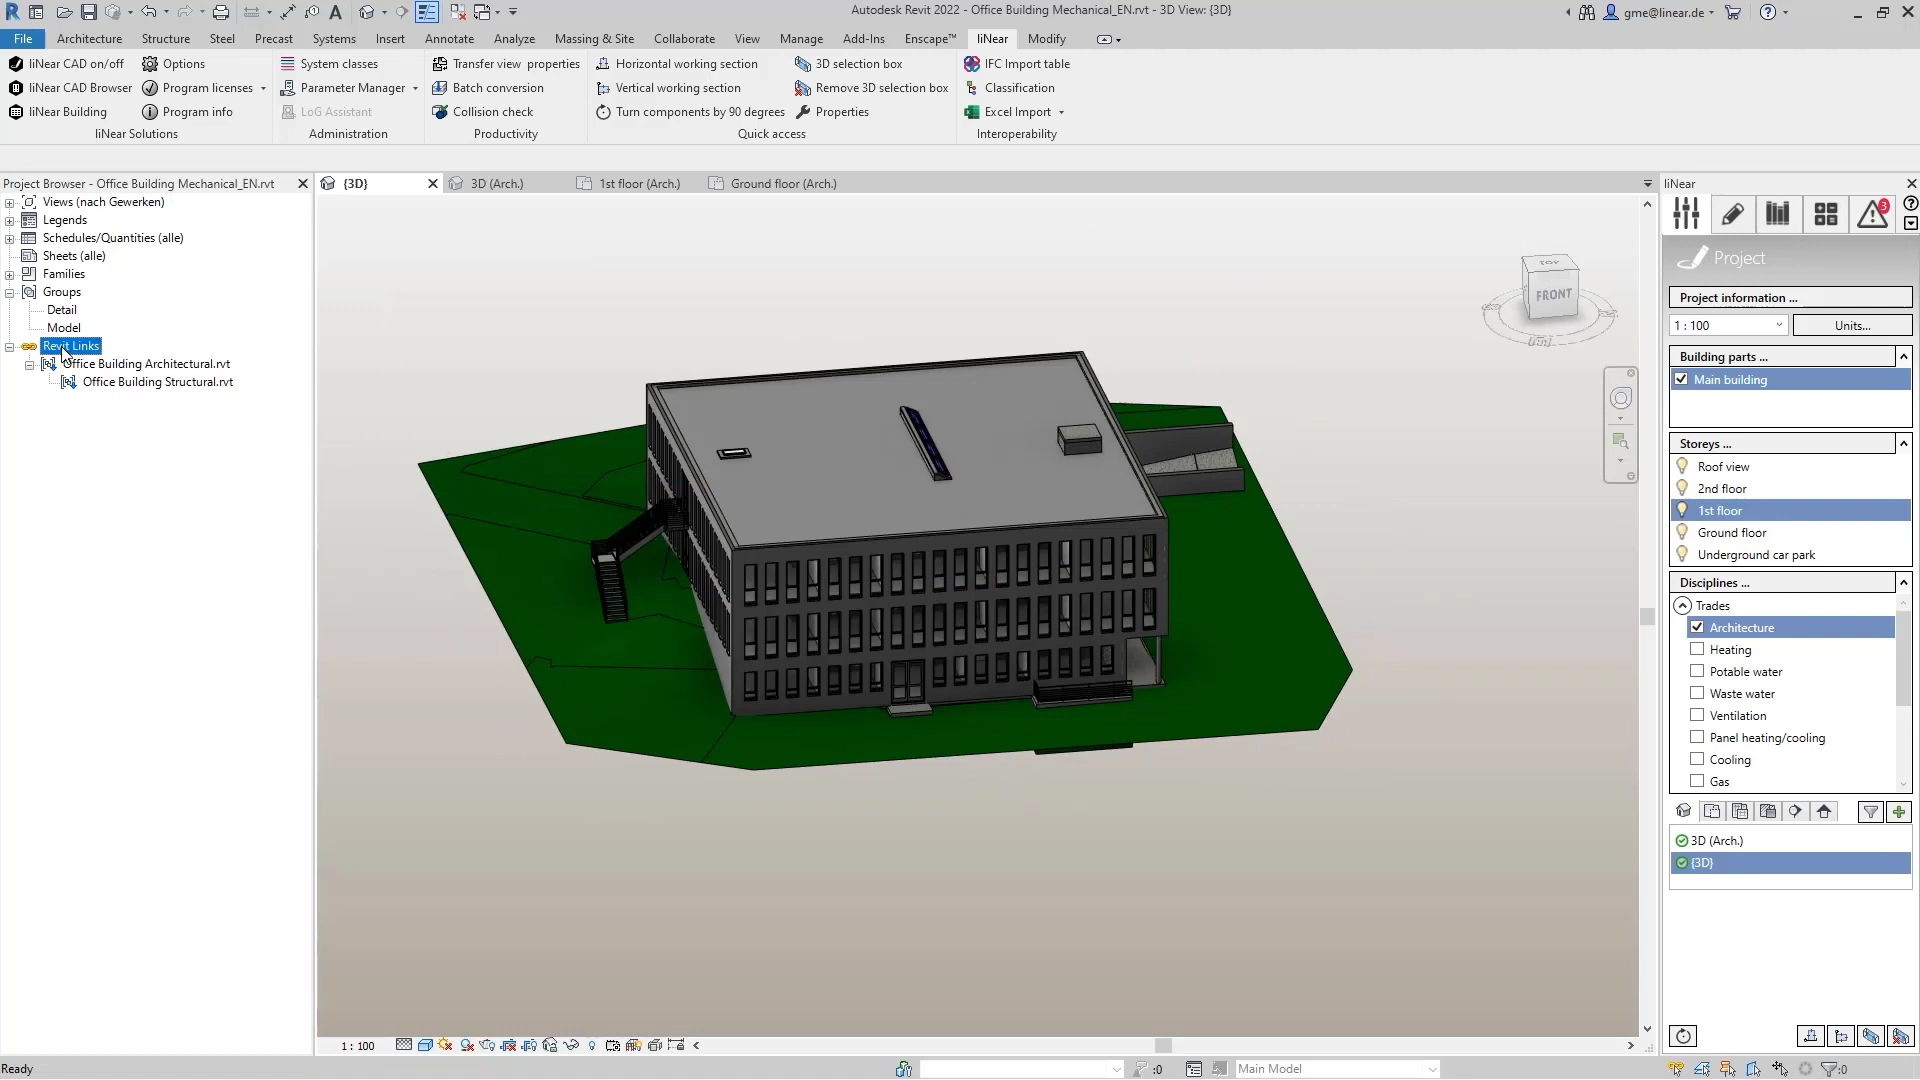 Autodesk Revit 2022 - Office Building Mechanical_EN.rvt - 3D View: {3D}
gme@linear.de
File Architecture Structure Steel Precast Systems Insert Annotate Analyze Massing & Site Collaborate View Manage Add-Ins Enscape™ liNear Modify
liNear CAD on/off Options System classes Transfer view properties Horizontal working section 3D selection box IFC Import table
liNear CAD Browser Program licenses Parameter Manager Batch conversion Vertical working section Remove 3D selection box Classification
liNear Building Program info LoG Assistant Collision check Turn components by 90 degrees Properties Excel Import
liNear Solutions Administration Productivity Quick access Interoperability
Project Browser - Office Building Mechanical_EN.rvt
{3D} 3D (Arch.) 1st floor (Arch.) Ground floor (Arch.)
liNear
Views (nach Gewerken)
Legends
Schedules/Quantities (alle)
Sheets (alle)
Families
Groups
Detail
Model
Revit Links
Office Building Architectural.rvt
Office Building Structural.rvt
TOP
FRONT
3
Project
Project information ...
1 : 100 Units...
Building parts ...
Main building
Storeys ...
Roof view
2nd floor
1st floor
Ground floor
Underground car park
Disciplines ...
Trades
Architecture
Heating
Potable water
Waste water
Ventilation
Panel heating/cooling
Cooling
Gas
3D (Arch.)
{3D}
1 : 100
Ready
:0
Main Model
:0